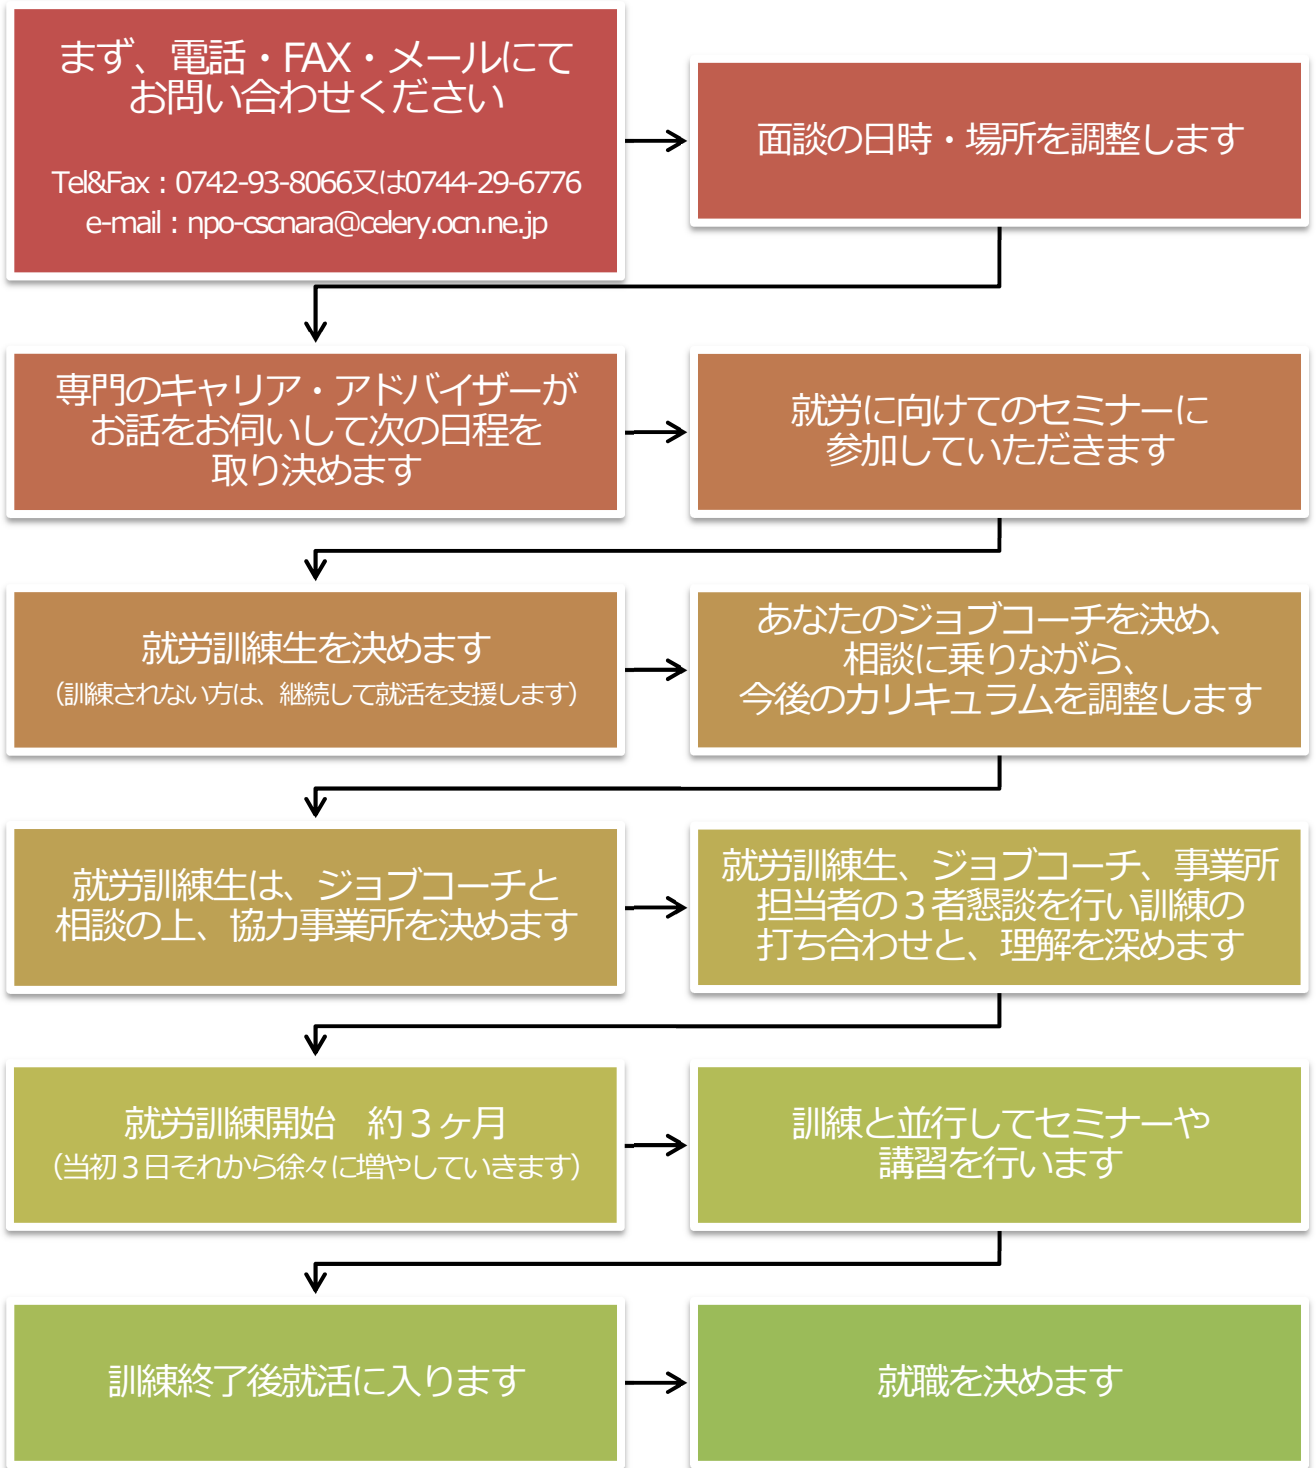 まず、電話・FAX・メールにて
お問い合わせください
Tel&Fax：0742-93-8066又は0744-29-6776
e-mail：npo-cscnara@celery.ocn.ne.jp
面談の日時・場所を調整します
専門のキャリア・アドバイザーが
お話をお伺いして次の日程を
取り決めます
就労に向けてのセミナーに
参加していただきます
就労訓練生を決めます
（訓練されない方は、継続して就活を支援します）
あなたのジョブコーチを決め、
相談に乗りながら、
今後のカリキュラムを調整します
就労訓練生は、ジョブコーチと
相談の上、協力事業所を決めます
就労訓練生、ジョブコーチ、事業所
担当者の３者懇談を行い訓練の
打ち合わせと、理解を深めます
就労訓練開始　約３ヶ月
（当初３日それから徐々に増やしていきます）
訓練と並行してセミナーや
講習を行います
訓練終了後就活に入ります
就職を決めます